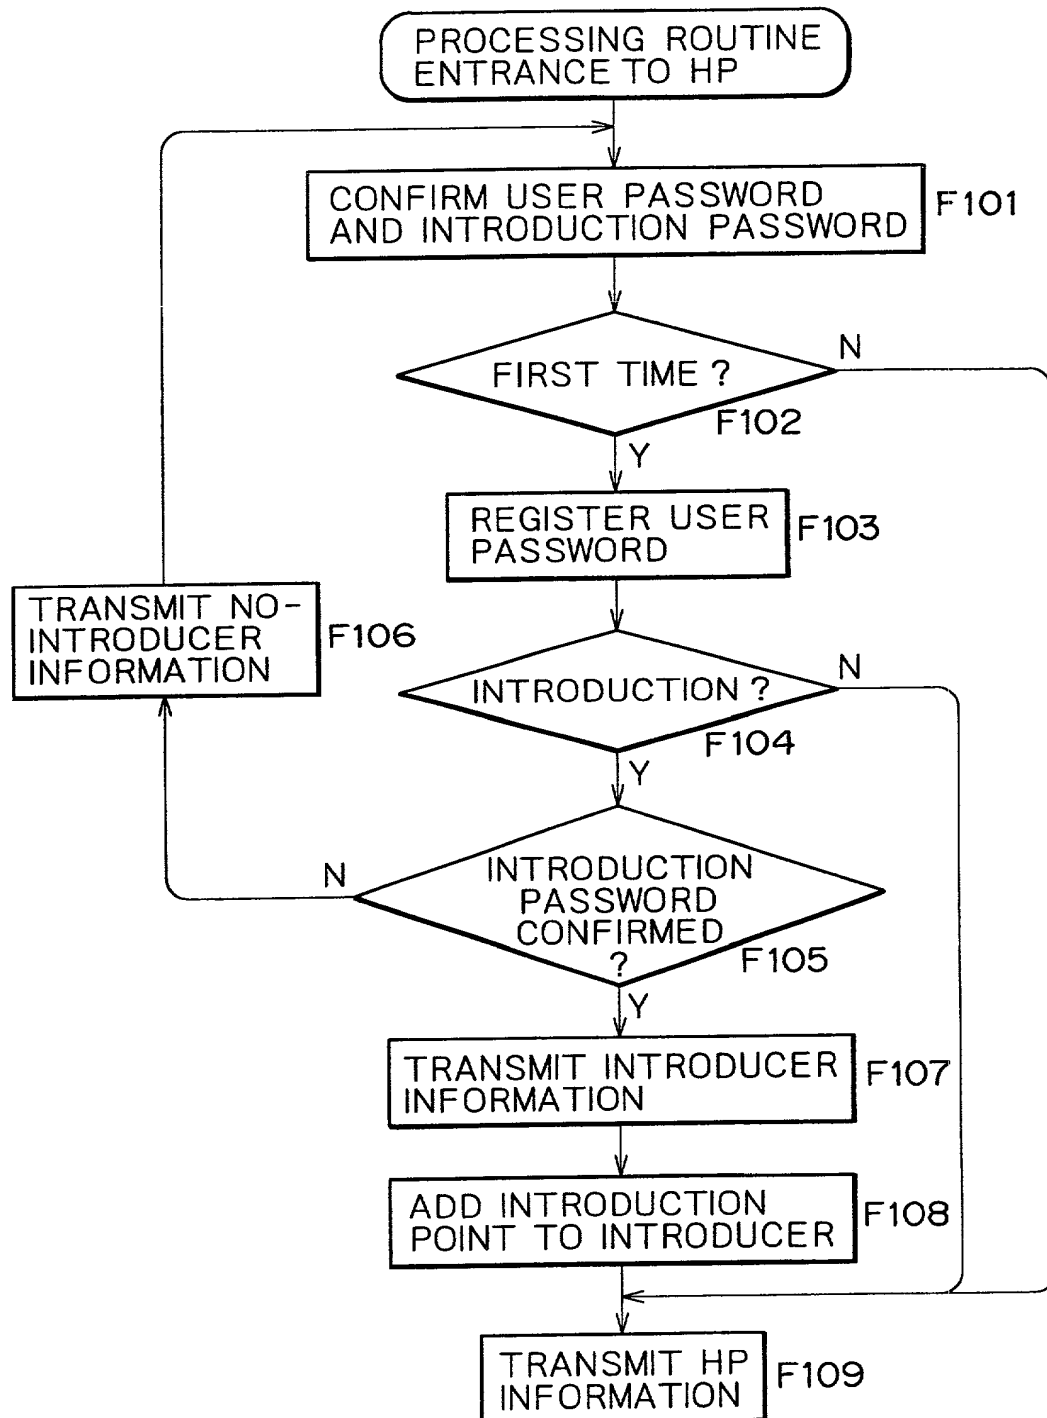 PROCESSING ROUTINE
ENTRANCE TO HP
CONFIRM USER PASSWORD
AND INTRODUCTION PASSWORD
F101
FIRST TIME ?
N
F102
Y
REGISTER USER
PASSWORD
F103
TRANSMIT NO-
INTRODUCER
INFORMATION
F106
INTRODUCTION ?
N
F104
Y
INTRODUCTION
PASSWORD
CONFIRMED
?
N
F105
Y
TRANSMIT INTRODUCER
INFORMATION
F107
ADD INTRODUCTION
POINT TO INTRODUCER
F108
TRANSMIT HP
INFORMATION
F109